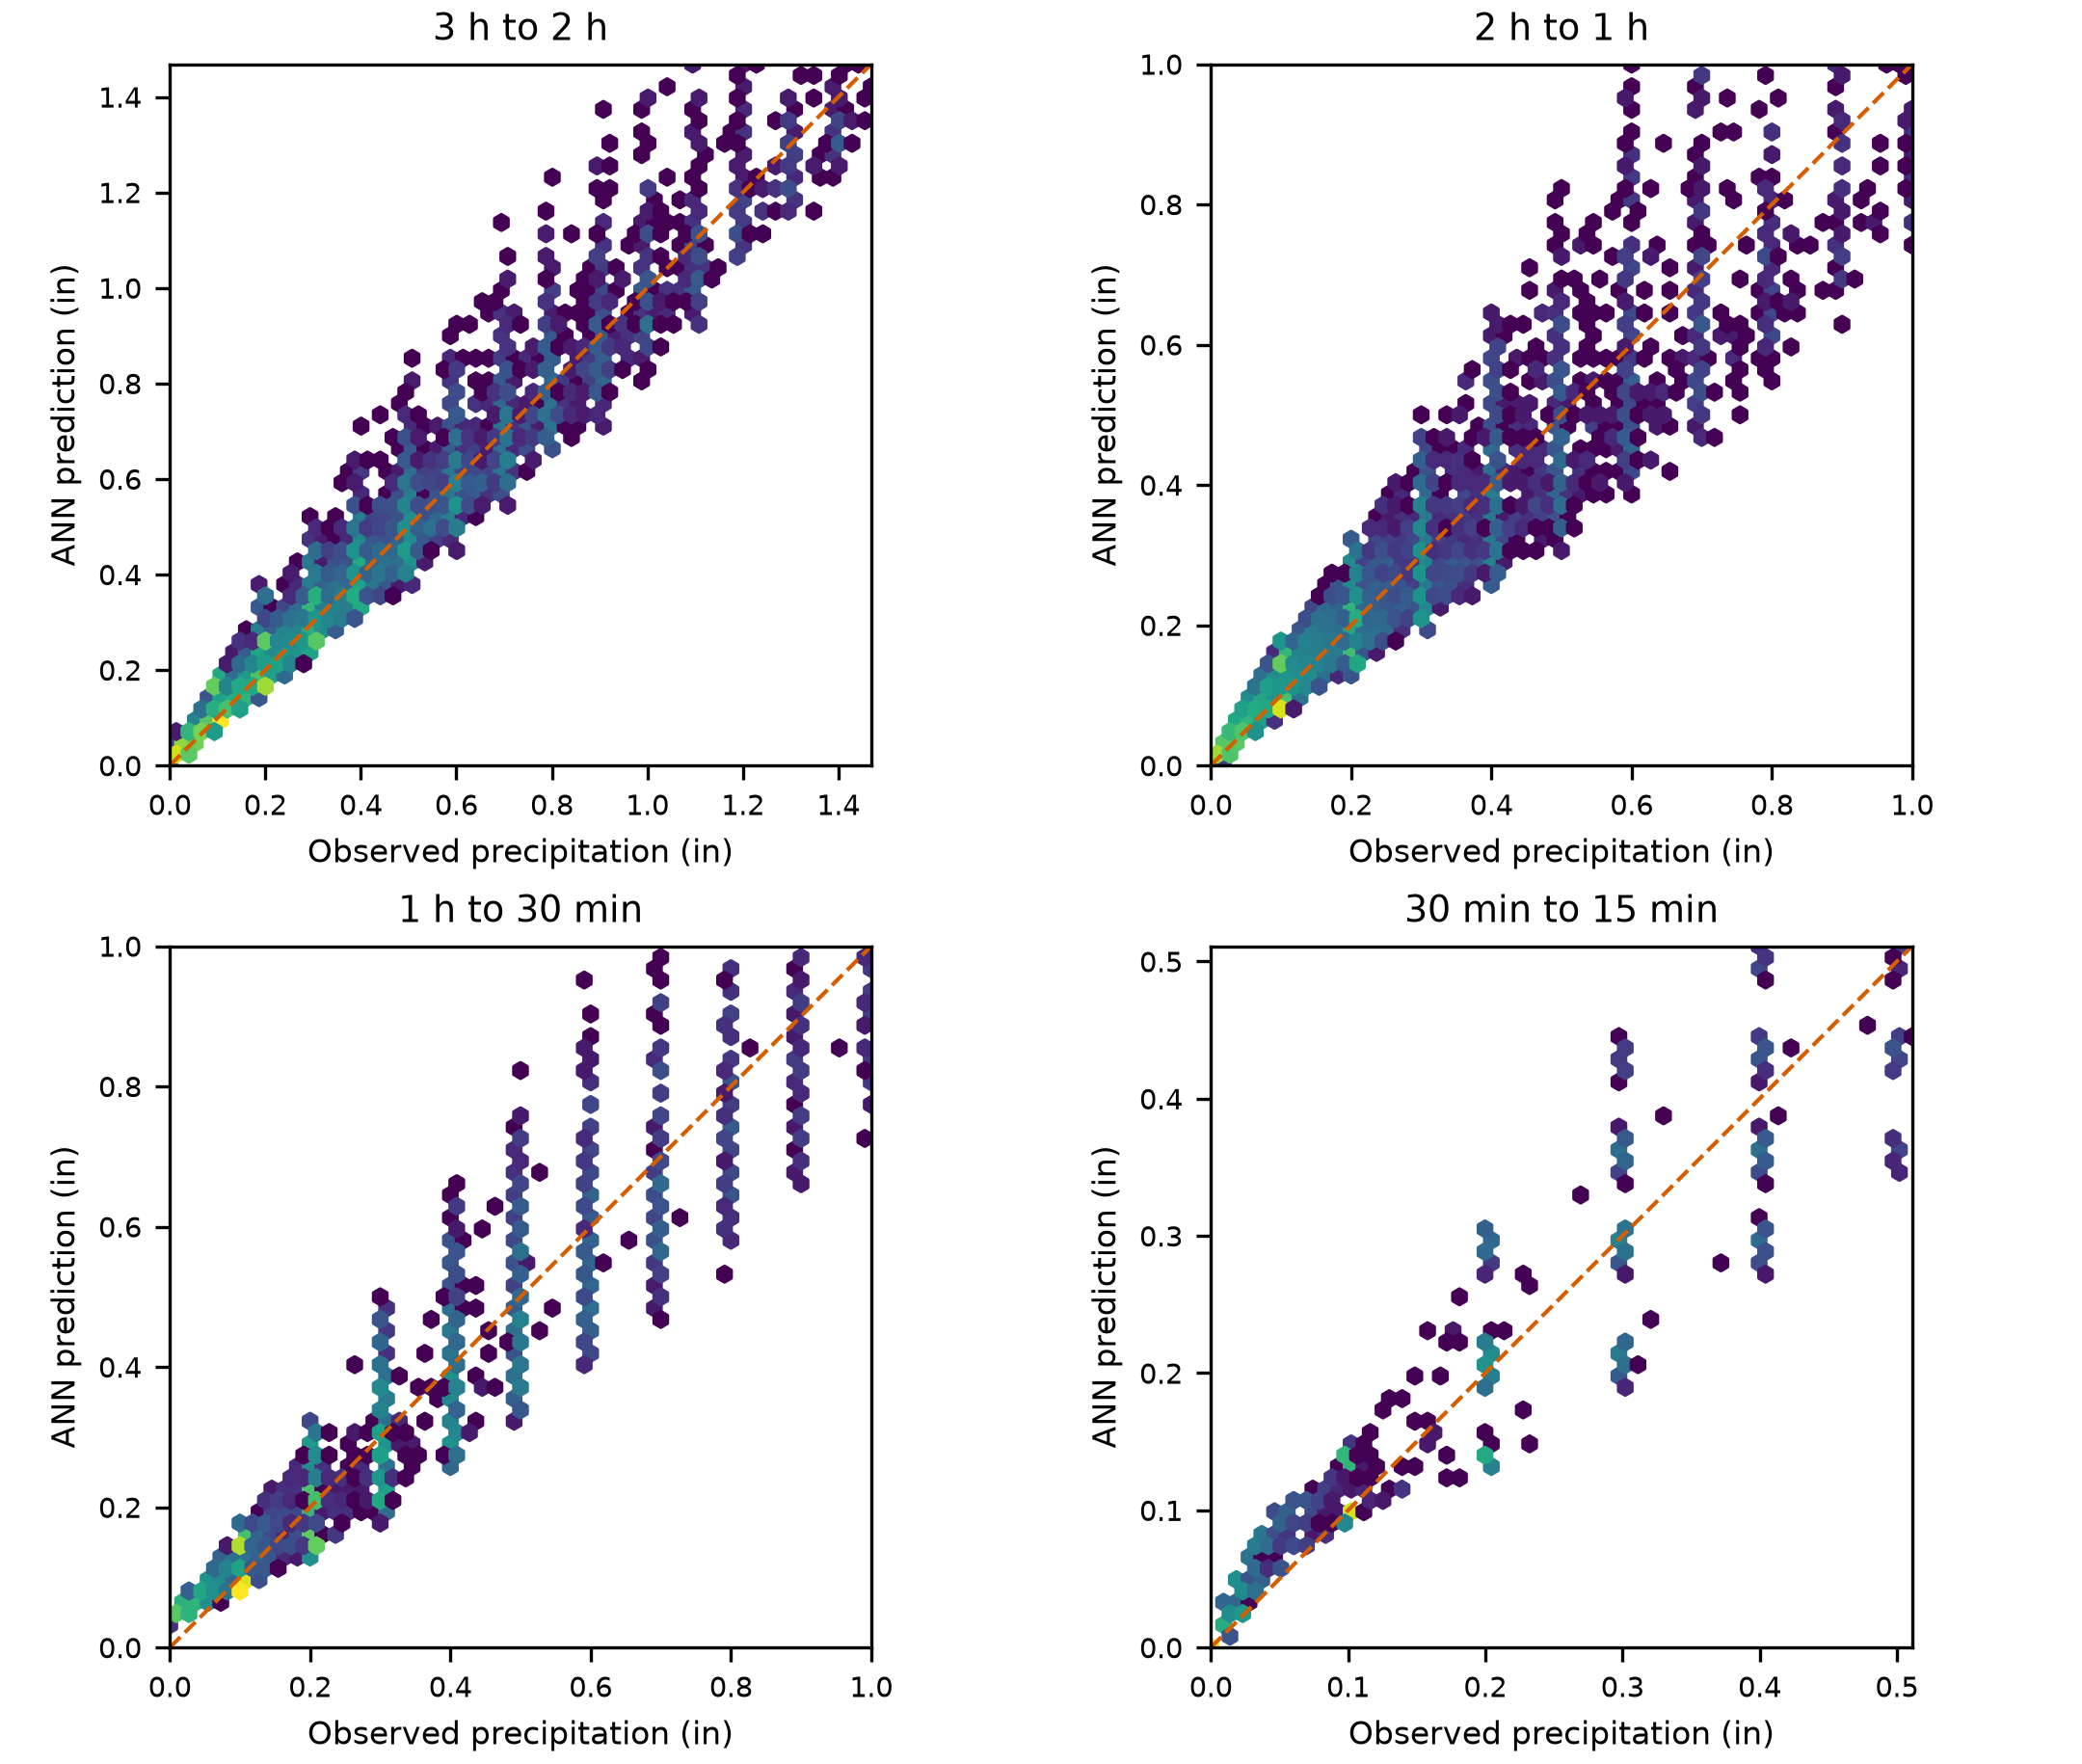 3 h to 2 h
2 h to 1 h
ANN prediction (in)
1.4
1.2
1.0
0.8
0.6
0.4
0.2
0.0
0.0 0.2 0.4 0.6 0.8 1.0 1.2 1.4
Observed precipitation (in)
ANN prediction (in)
1.0
0.8
0.6
0.4
0.2
0.0
0.0 0.2 0.4 0.6 0.8 1.0
Observed precipitation (in)
1 h to 30 min
30 min to 15 min
ANN prediction (in)
1.0
0.8
0.6
0.4
0.2
0.0
0.0 0.2 0.4 0.6 0.8 1.0
Observed precipitation (in)
ANN prediction (in)
0.5
0.4
0.3
0.2
0.1
0.0
0.0 0.1 0.2 0.3 0.4 0.5
Observed precipitation (in)